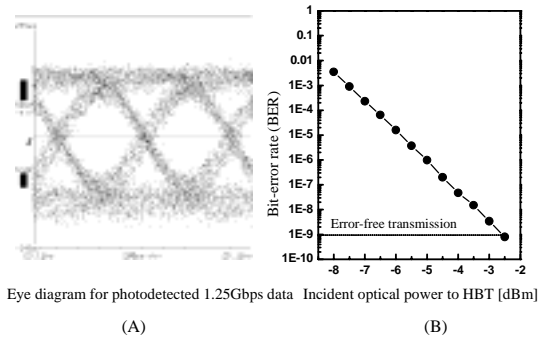 1
0.1
0.01
1E-3
1E-4
1E-5
1E-6
1E-7
1E-8
1E-9
1E-10
Bit-error rate (BER)
Error-free transmission
-8 -7 -6 -5 -4 -3 -2
Eye diagram for photodetected 1.25Gbps data
Incident optical power to HBT [dBm]
(A)
(B)